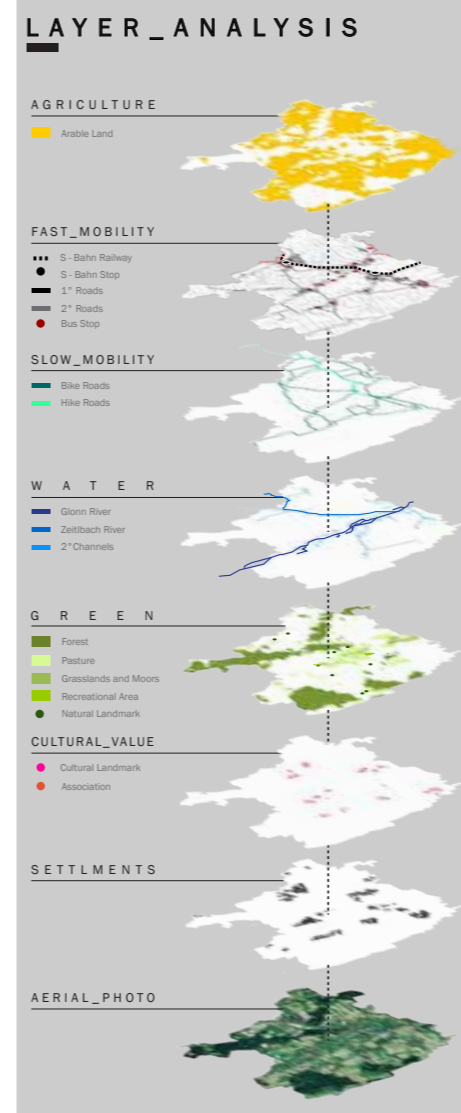 LAYER_ANALYSIS
AGRICULTURE
Arable Land
FAST_MOBILITY
S - Bahn Railway
S - Bahn Stop
1° Roads
2° Roads
Bus Stop
SLOW_MOBILITY
Bike Roads
Hike Roads
WATER
Glonn River
Zeitlbach River
2°Channels
GREEN
Forest
Pasture
Grasslands and Moors
Recreational Area
Natural Landmark
CULTURAL_VALUE
Cultural Landmark
Association
SETTLMENTS
AERIAL_PHOTO